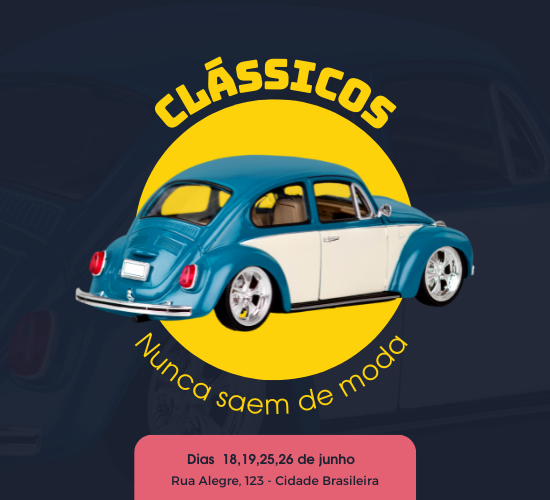 CLÁSSICOS
Nunca saem de moda
Dias 18,19,25,26 de junho
Rua Alegre, 123 - Cidade Brasileira